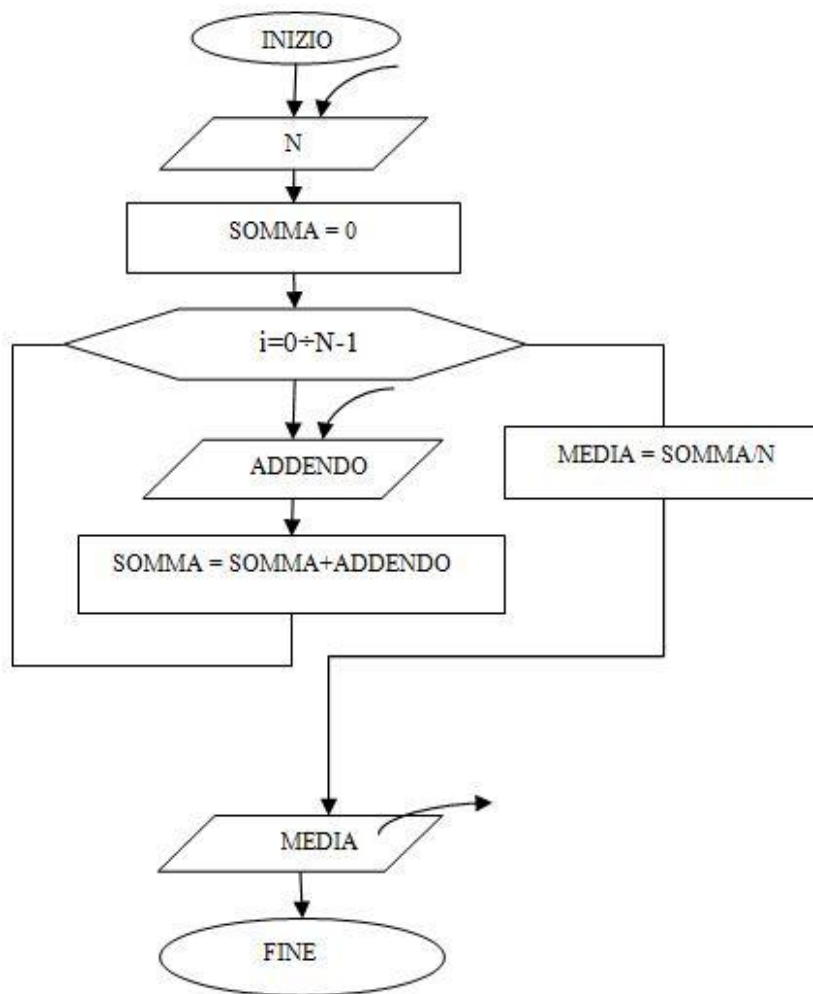 INIZIO
N
SOMMA = 0
i=0÷N-1
ADDENDO
MEDIA = SOMMA/N
SOMMA = SOMMA+ADDENDO
MEDIA
FINE